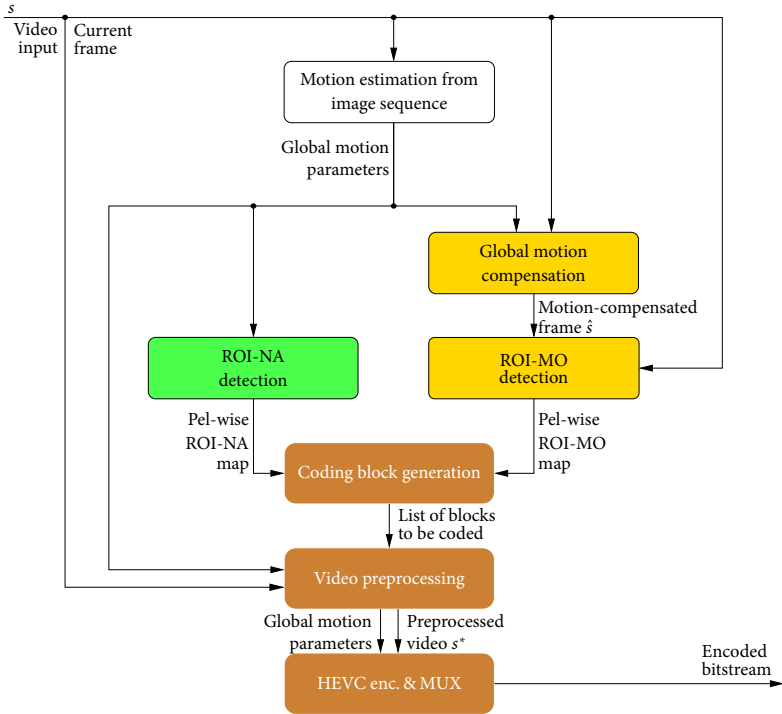 s
Video input
Current frame
Motion estimation from
image sequence
Global motion
parameters
Global motion
compensation
Motion-compensated
frame ŝ
ROI-NA
detection
ROI-MO
detection
Pel-wise
ROI-NA
map
Pel-wise
ROI-MO
map
Coding block generation
List of blocks
to be coded
Video preprocessing
Global motion
parameters
Preprocessed
video s*
Encoded
bitstream
HEVC enc. & MUX